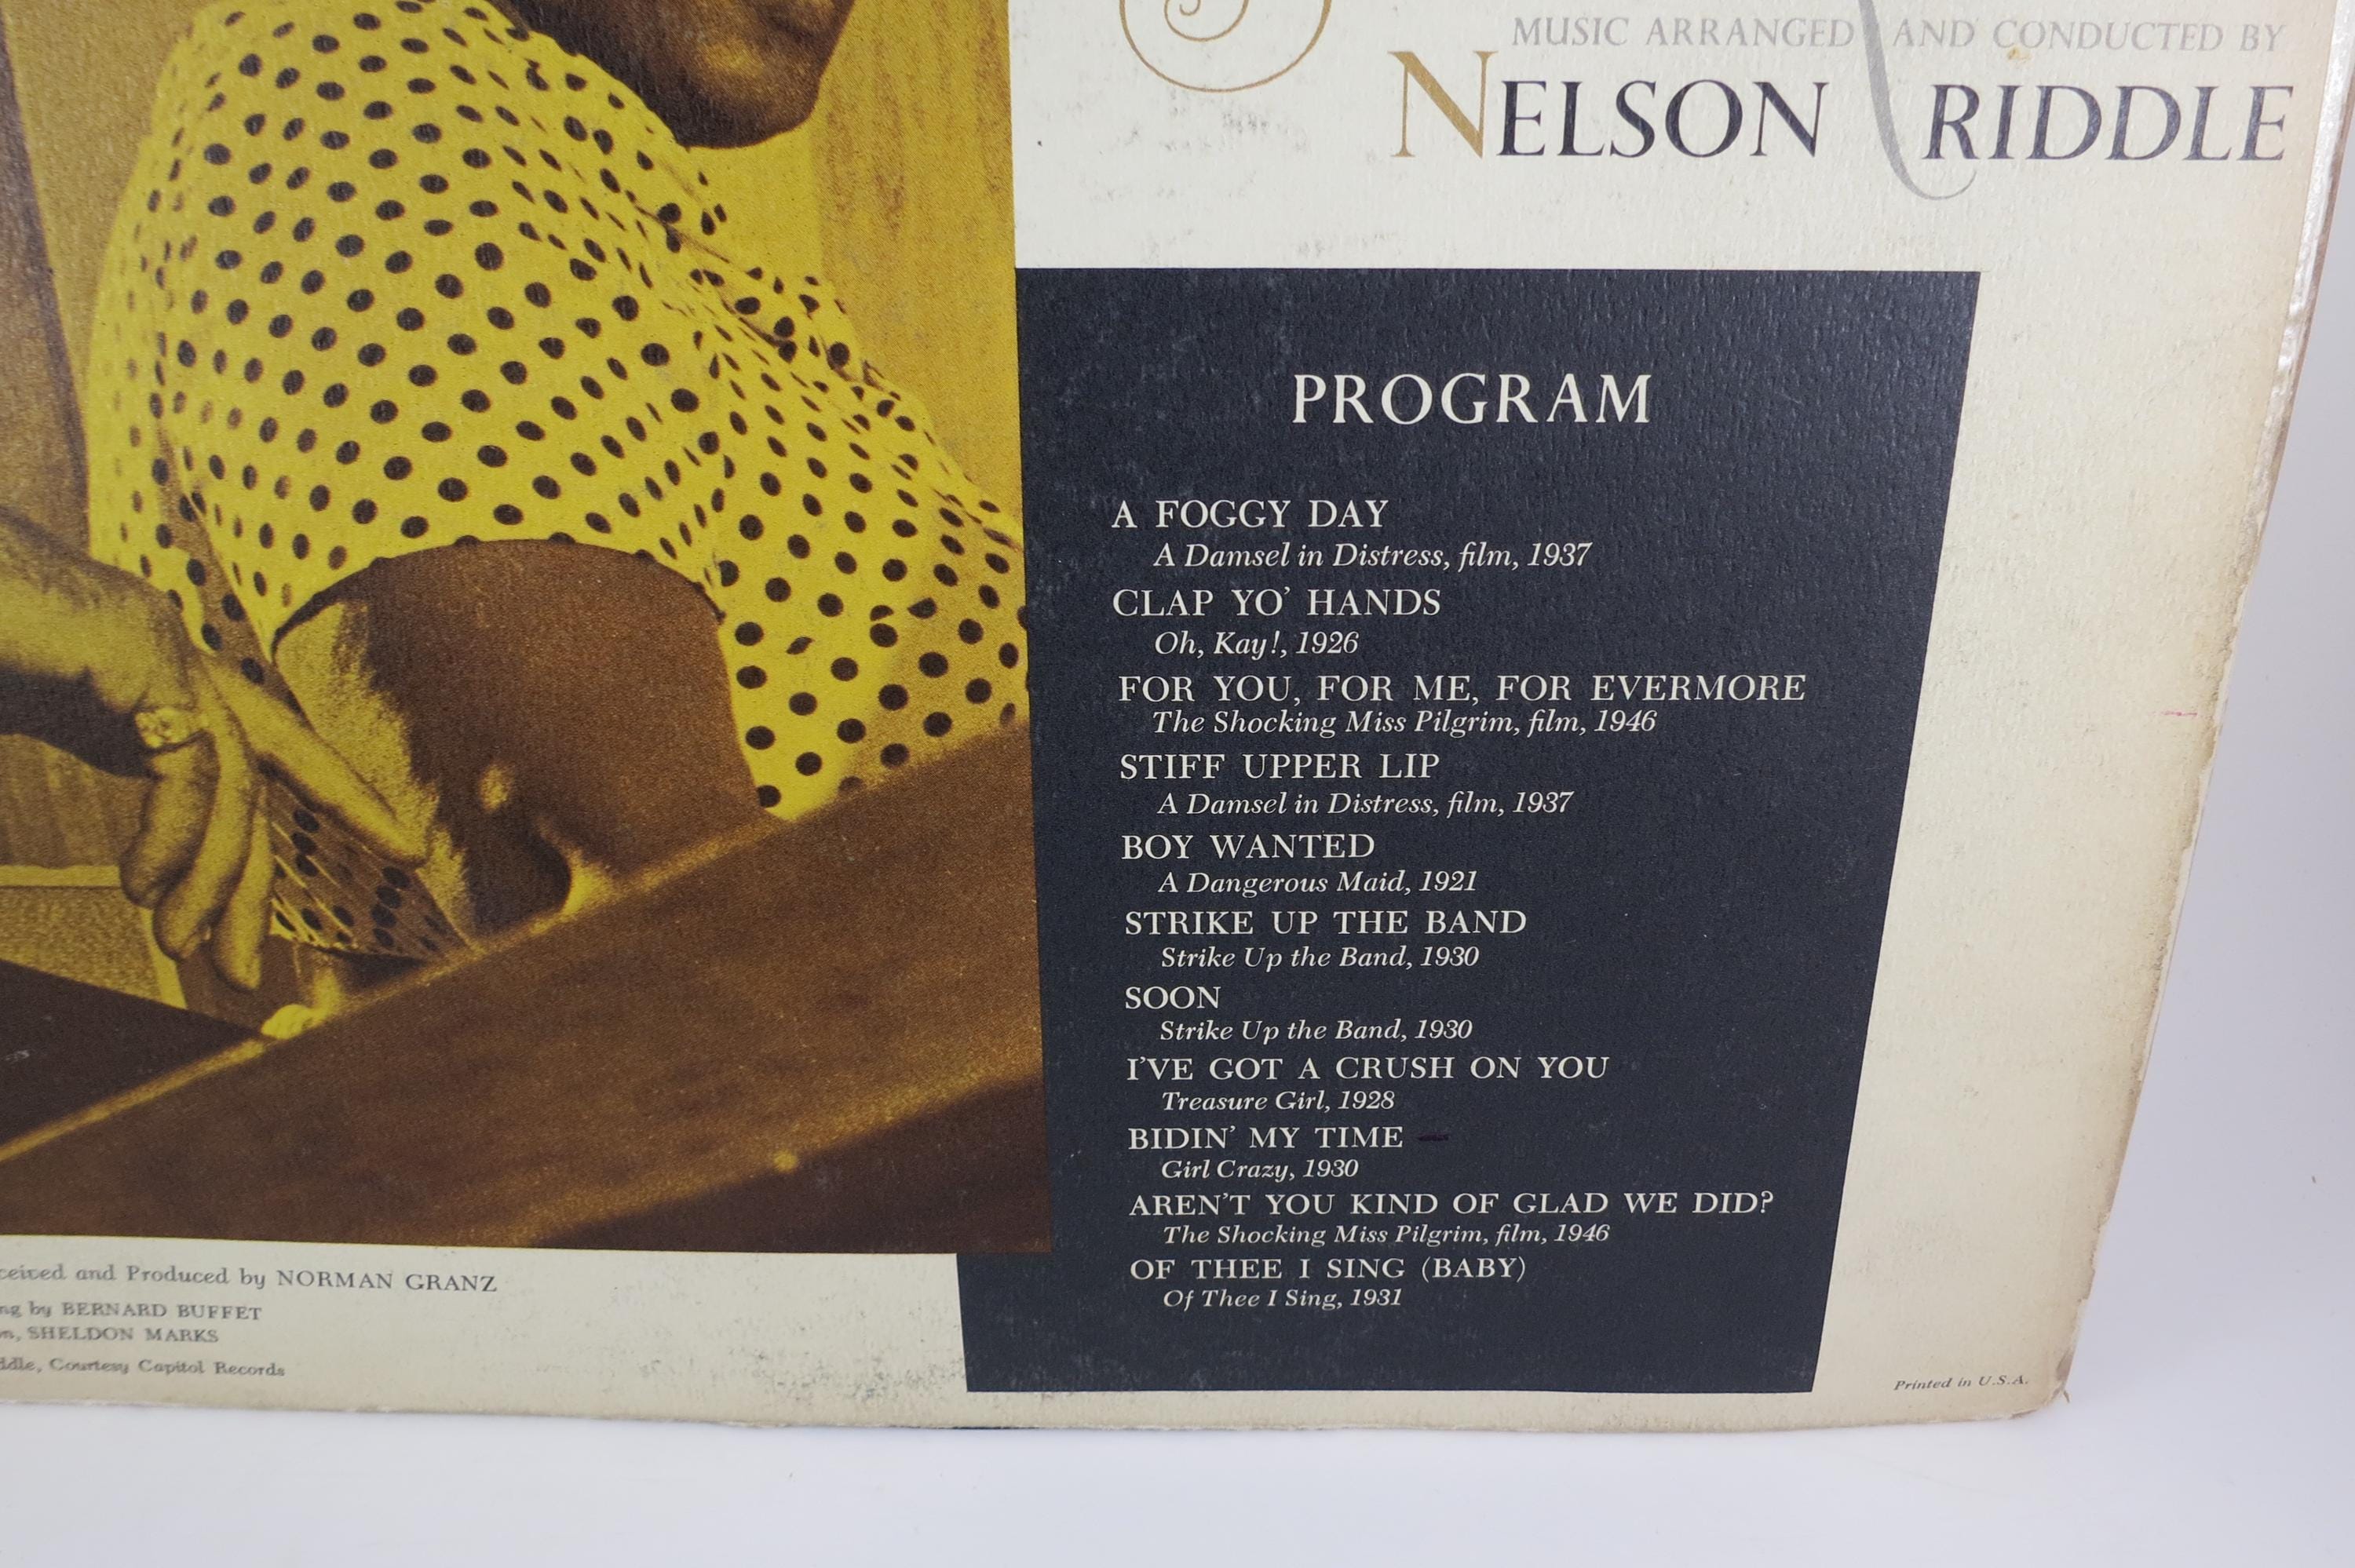 MUSIC ARRANGED AND CONDUCTED BY
NELSON RIDDLE
PROGRAM
A FOGGY DAY
A Damsel in Distress, film, 1937
CLAP YO' HANDS
Oh, Kay!, 1926
FOR YOU, FOR ME, FOR EVERMORE
The Shocking Miss Pilgrim, film, 1946
STIFF UPPER LIP
A Damsel in Distress, film, 1937
BOY WANTED
A Dangerous Maid, 1921
STRIKE UP THE BAND
Strike Up the Band, 1930
SOON
Strike Up the Band, 1930
I'VE GOT A CRUSH ON YOU
Treasure Girl, 1928
BIDIN' MY TIME
Girl Crazy, 1930
AREN'T YOU KIND OF GLAD WE DID?
The Shocking Miss Pilgrim, film, 1946
OF THEE I SING (BABY)
Of Thee I Sing, 1931
and Produced by NORMAN GRANZ
by BERNARD BUFFET
SHELDON MARKS
Courtesy Capitol Records
Printed in U.S.A.